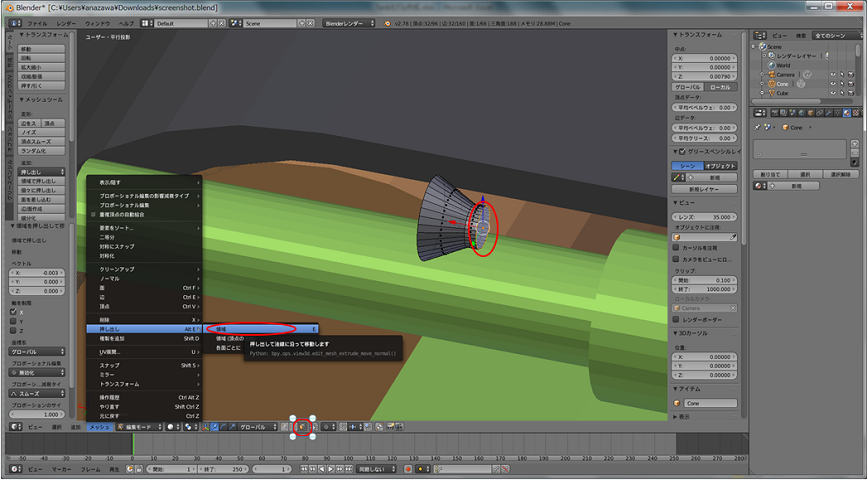 Blender* [C:¥Users¥anazawa¥Downloads¥screenshot.blend]
ファイル レンダー ウィンドウ ヘルプ Default Scene Blenderレンダー v2.78 | 頂点:32/96 | 辺:32/160 | 面:1/66 | 三角面:188 | メモリ:28.88M | Cone
ビュー 検索 全てのシーン
Scene
レンダーレイヤー
World
Camera
Cone
Cube
Cone
割り当て 選択 選択解除
新規
トランスフォーム
移動
回転
拡大縮小
収縮/膨張
押す/引く
メッシュツール
変形:
辺をス 頂点
ノイズ
頂点スムーズ
ランダム化
追加:
押し出し
領域で押し出し
個々に押し出し
面を差し込む
辺/面作成
細分化
領域を押し出して移
領域で押し出し
移動
ベクトル
X: -0.003
Y: 0.000
Z: 0.000
軸を制限
X
Y
Z
座標系
グローバル
プロポーショナル編集
無効化
プロポーショ...減衰タイ
スムーズ
プロポーションのサイ
1.000
ユーザー・平行投影
表示/隠す
プロポーショナル編集の影響減衰タイプ
プロポーショナル編集
重複頂点の自動結合
要素をソート...
二等分
対称にスナップ
対称化
クリーンアップ
ノーマル
面 Ctrl F
辺 Ctrl E
頂点 Ctrl V
削除 X
押し出し Alt E
複製を追加 Shift D
UV展開... U
スナップ Shift S
ミラー
トランスフォーム
操作履歴 Ctrl Alt Z
やり直す Shift Ctrl Z
元に戻す Ctrl Z
領域 E
領域(頂点の
各面ごとに
押し出して法線に沿って移動します
Python: bpy.ops.view3d.edit_mesh_extrude_move_normal()
トランスフォーム
中点:
X: 0.00000
Y: 0.00000
Z: 0.00790
グローバル ローカル
頂点データ:
平均ベベルウェ: 0.00
辺データ:
平均ベベルウェ: 0.00
平均クリース: 0.00
グリースペンシルレイ
シーン オブジェクト
新規
新規レイヤー
ビュー
レンズ: 35.000
オブジェクトに注目:
カーソルを注視
カメラをビューにロ...
クリップ:
開始: 0.100
終了: 1000.000
ローカルカメラ:
Camera
レンダーボーダー
3Dカーソル
位置:
X: 0.00000
Y: 0.00000
Z: 0.00000
アイテム
Cone
表示
ビュー 選択 追加 メッシュ 編集モード グローバル
-50 -40 -30 -20 -10 0 10 20 30 40 50 60 70 80 90 100 110 120 130 140 150 160 170 180 190 200 210 220 230 240 250 260 270 280
ビュー マーカー フレーム 再生 開始: 1 終了: 250 1 同期しない